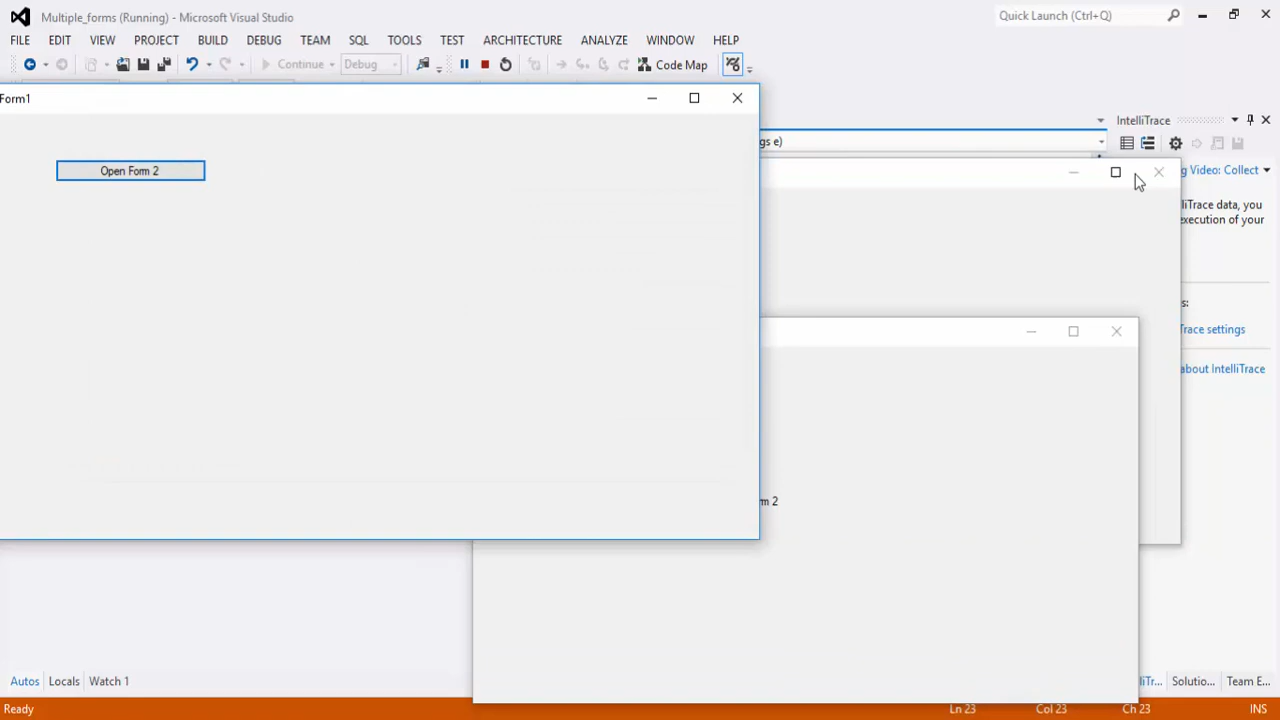 Multiple_forms (Running) - Microsoft Visual Studio
Quick Launch (Ctrl+Q)
FILE EDIT VIEW PROJECT BUILD DEBUG TEAM SQL TOOLS TEST ARCHITECTURE ANALYZE WINDOW HELP
Continue Debug Code Map
Form1
IntelliTrace
gs e)
Open Form 2
g Video: Collect
lliTrace data, you
execution of your
s:
Trace settings
about IntelliTrace
m 2
Autos Locals Watch 1
lliTr... Solutio... Team E...
Ready Ln 23 Col 23 Ch 23 INS